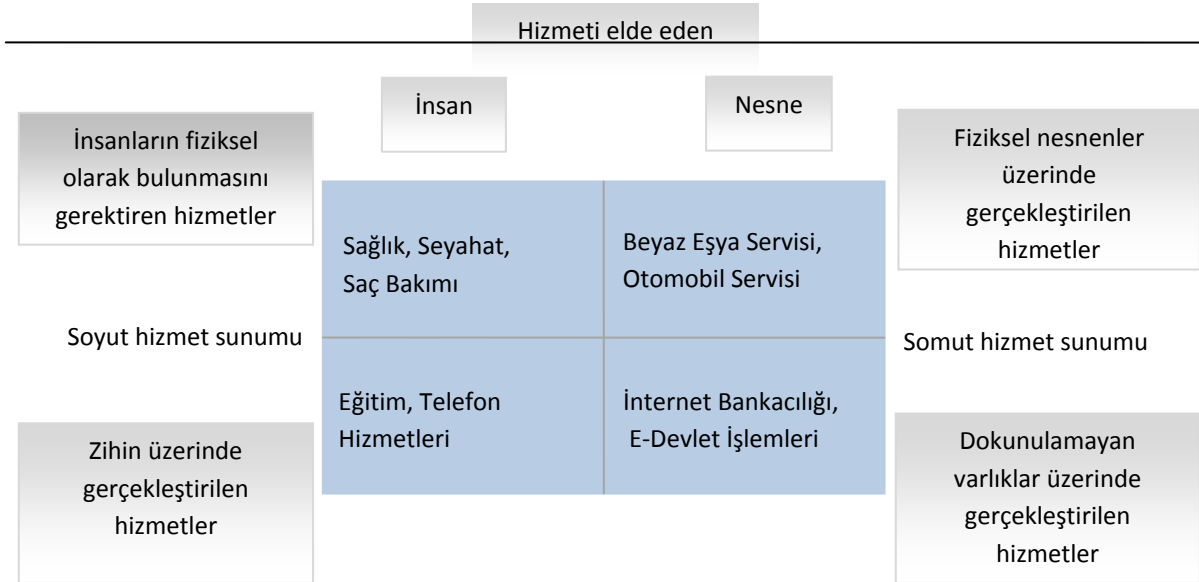 Hizmeti elde eden
İnsan
Nesne
İnsanların fiziksel
olarak bulunmasını
gerektiren hizmetler
Fiziksel nesnenler
üzerinde
gerçekleştirilen
hizmetler
Sağlık, Seyahat,
Saç Bakımı
Beyaz Eşya Servisi,
Otomobil Servisi
Soyut hizmet sunumu
Somut hizmet sunumu
Eğitim, Telefon
Hizmetleri
İnternet Bankacılığı,
E-Devlet İşlemleri
Zihin üzerinde
gerçekleştirilen
hizmetler
Dokunulamayan
varlıklar üzerinde
gerçekleştirilen
hizmetler